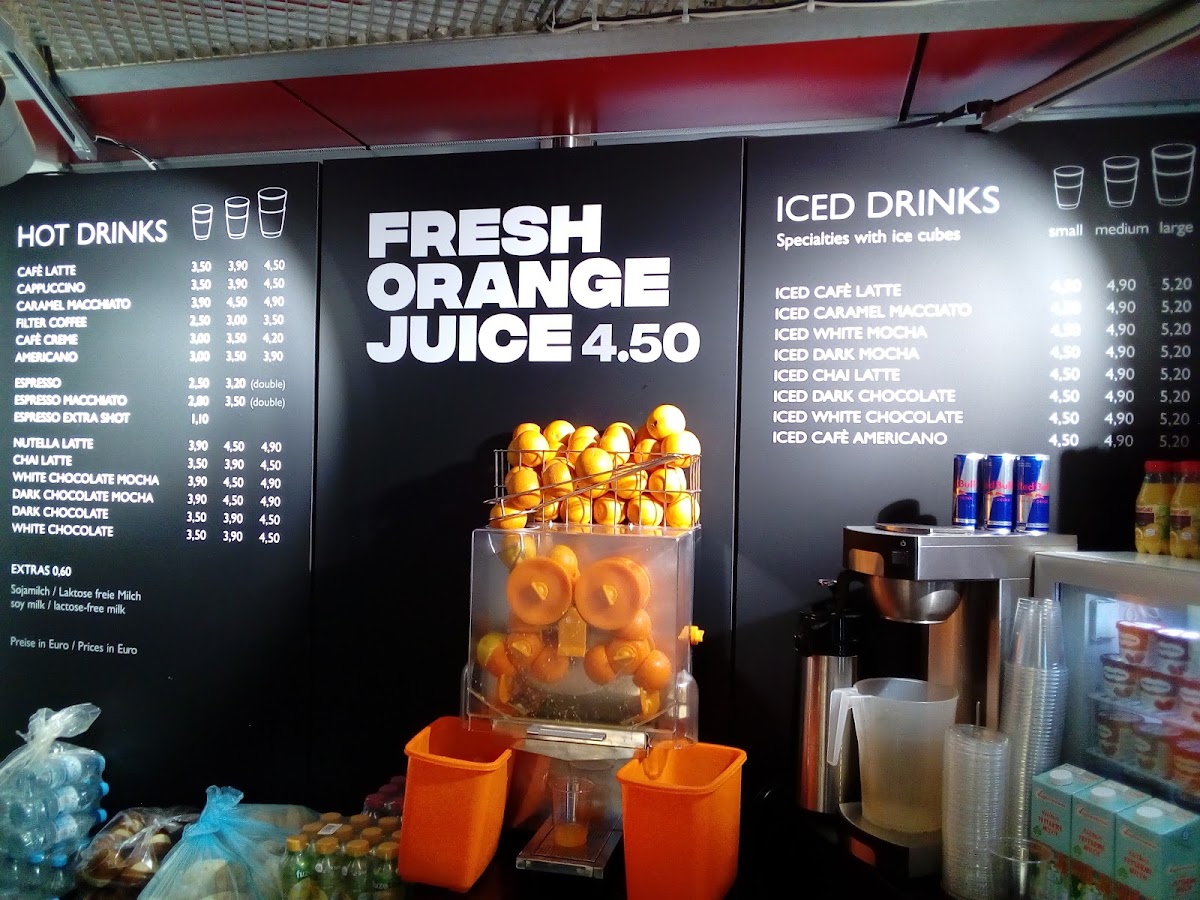 HOT DRINKS
CAFÈ LATTE 3,50 3,90 4,50
CAPPUCCINO 3,50 3,90 4,50
CARAMEL MACCHIATO 3,90 4,50 4,90
FILTER COFFEE 2,50 3,00 3,50
CAFÈ CREME 3,00 3,50 4,20
AMERICANO 3,00 3,50 3,90
ESPRESSO 2,50 3,20 (double)
ESPRESSO MACCHIATO 2,80 3,50 (double)
ESPRESSO EXTRA SHOT 1,10
NUTELLA LATTE 3,90 4,50 4,90
CHAI LATTE 3,50 3,90 4,50
WHITE CHOCOLATE MOCHA 3,90 4,50 4,90
DARK CHOCOLATE MOCHA 3,90 4,50 4,90
DARK CHOCOLATE 3,50 3,90 4,50
WHITE CHOCOLATE 3,50 3,90 4,50
EXTRAS 0,60
Sojamilch / Laktose freie Milch
soy milk / lactose-free milk
Preise in Euro / Prices in Euro
FRESH
ORANGE
JUICE 4.50
ICED DRINKS
Specialties with ice cubes
small medium large
ICED CAFÈ LATTE 4,50 4,90 5,20
ICED CARAMEL MACCIATO 4,50 4,90 5,20
ICED WHITE MOCHA 4,50 4,90 5,20
ICED DARK MOCHA 4,50 4,90 5,20
ICED CHAI LATTE 4,50 4,90 5,20
ICED DARK CHOCOLATE 4,50 4,90 5,20
ICED WHITE CHOCOLATE 4,50 4,90 5,20
ICED CAFÈ AMERICANO 4,50 4,90 5,20
Red Bull
fuze